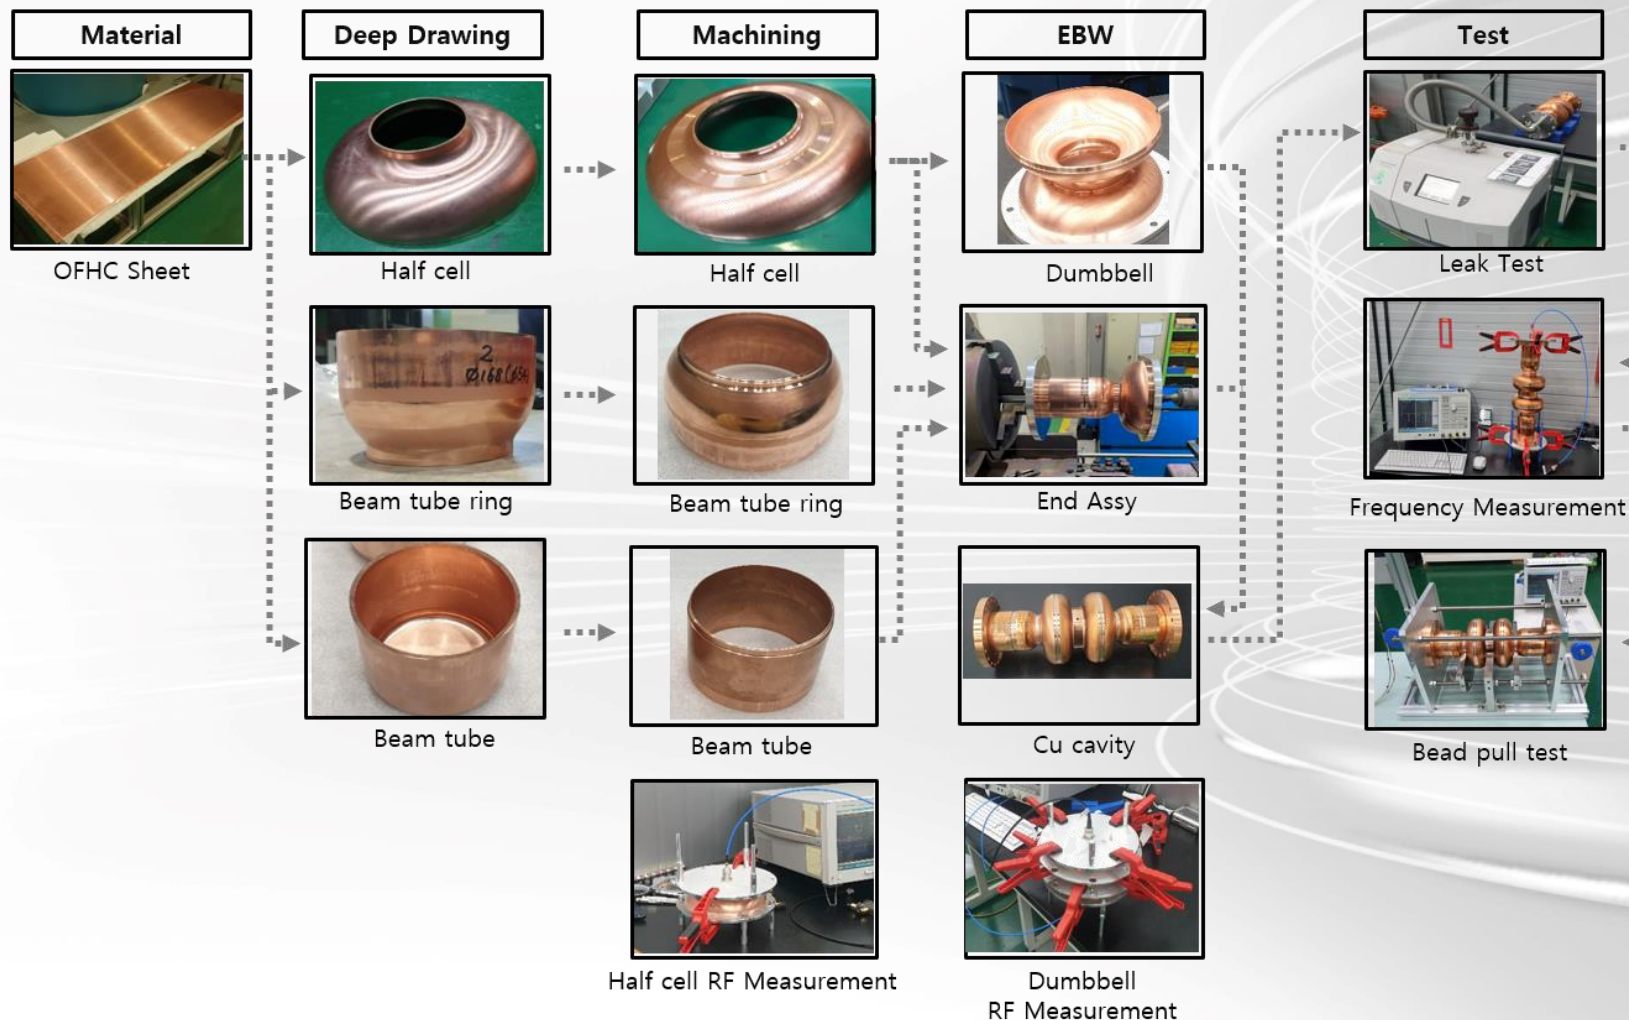 Material
Deep Drawing
Machining
EBW
Test
OFHC Sheet
Half cell
Half cell
Dumbbell
Leak Test
2
Beam tube ring
Beam tube ring
End Assy
Frequency Measurement
Beam tube
Beam tube
Cu cavity
Bead pull test
Half cell RF Measurement
Dumbbell
RF Measurement